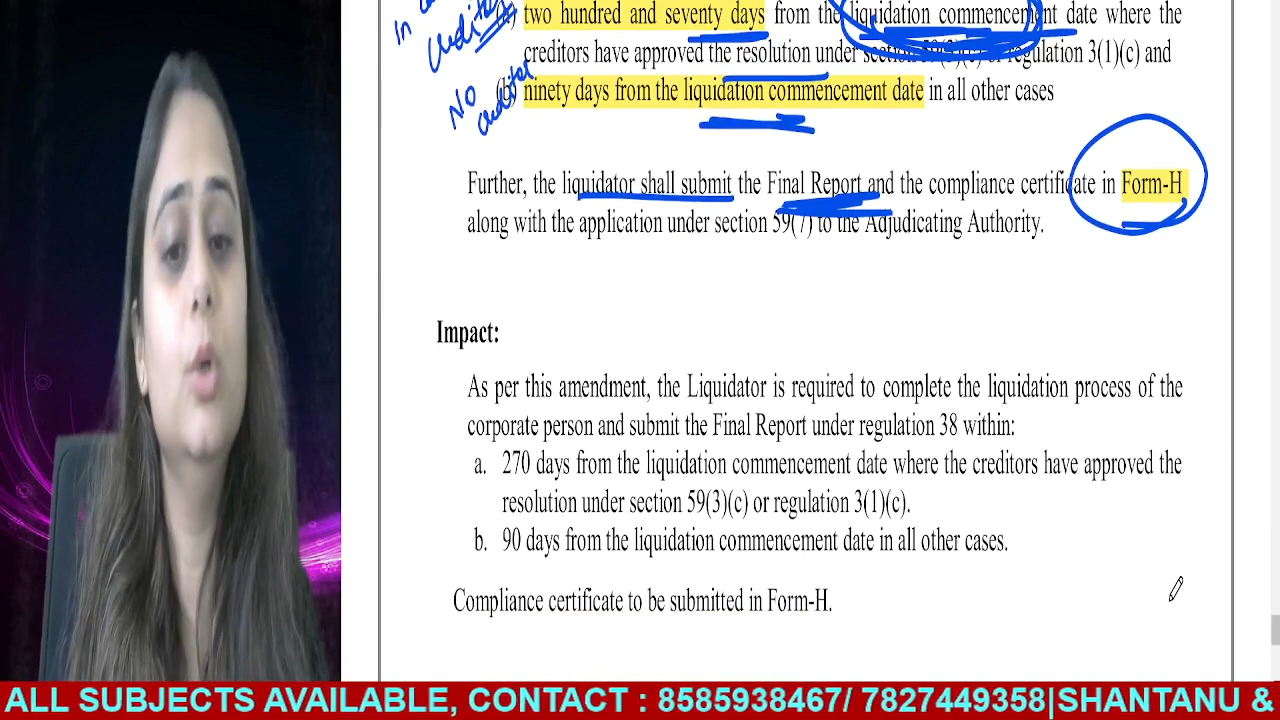 two hundred and seventy days from the liquidation commencement date where the
creditors have approved the resolution under section 59(3)(c) or regulation 3(1)(c) and
in
creditors
(b) ninety days from the liquidation commencement date in all other cases
NO
creditor
Further, the liquidator shall submit the Final Report and the compliance certificate in Form-H
along with the application under section 59(7) to the Adjudicating Authority.
Impact:
As per this amendment, the Liquidator is required to complete the liquidation process of the
corporate person and submit the Final Report under regulation 38 within:
a. 270 days from the liquidation commencement date where the creditors have approved the
resolution under section 59(3)(c) or regulation 3(1)(c).
b. 90 days from the liquidation commencement date in all other cases.
Compliance certificate to be submitted in Form-H.
ALL SUBJECTS AVAILABLE, CONTACT : 8585938467/ 7827449358|SHANTANU &